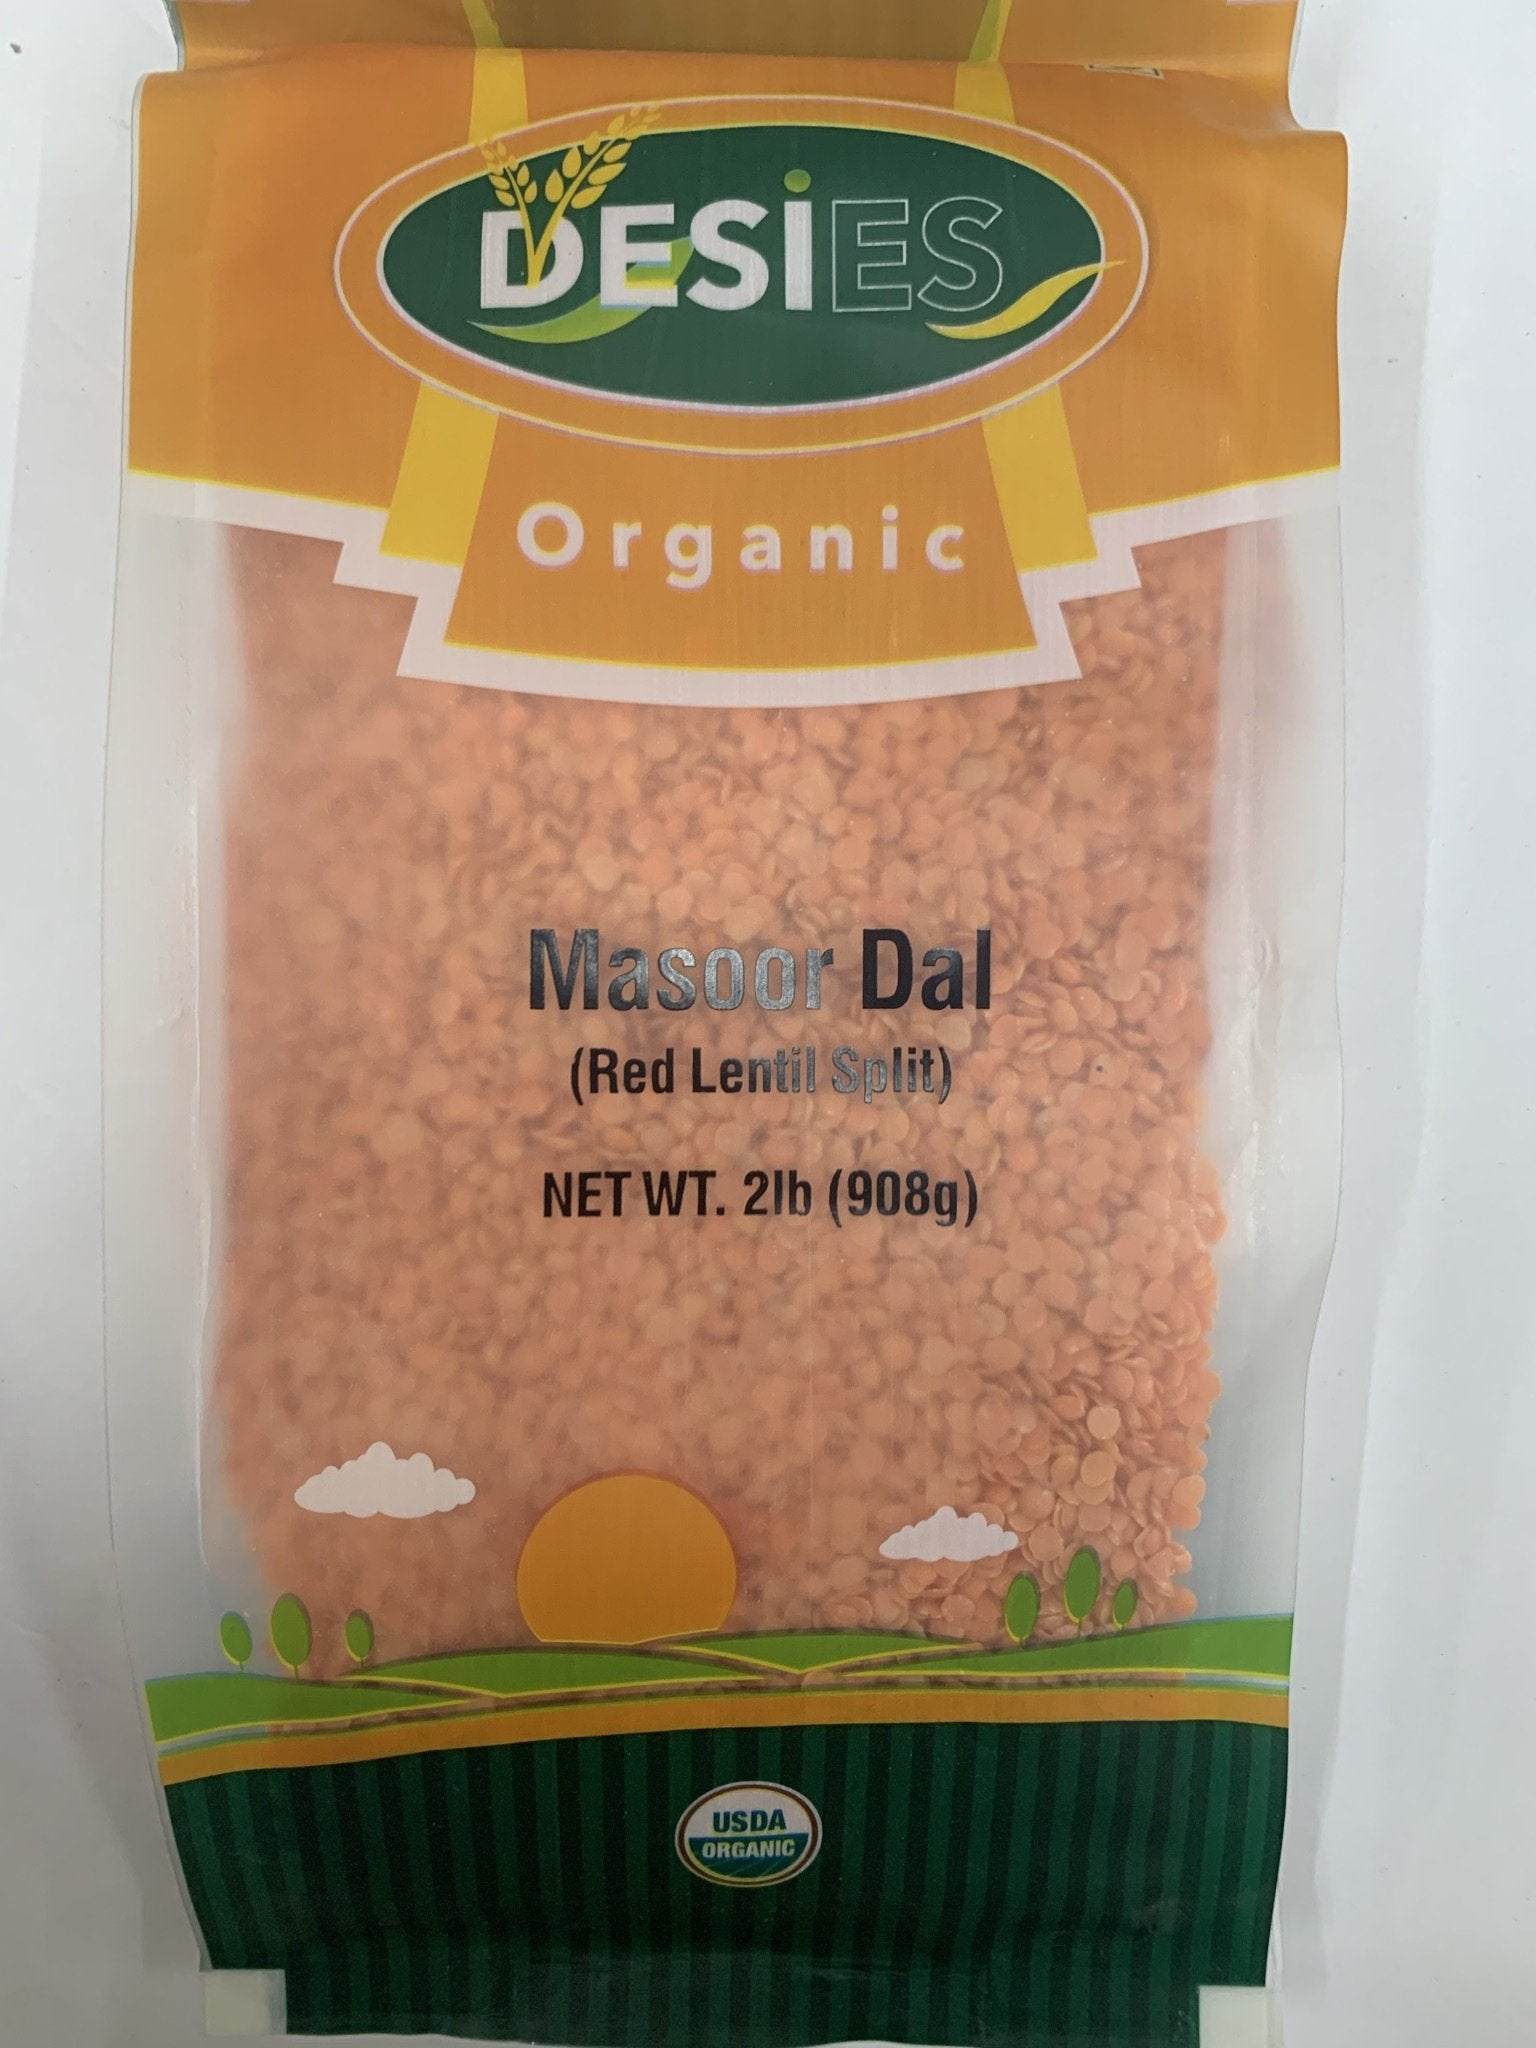 DESiES
Organic
Masoor Dal
(Red Lentil Split)
NET WT. 2lb (908g)
USDA
ORGANIC